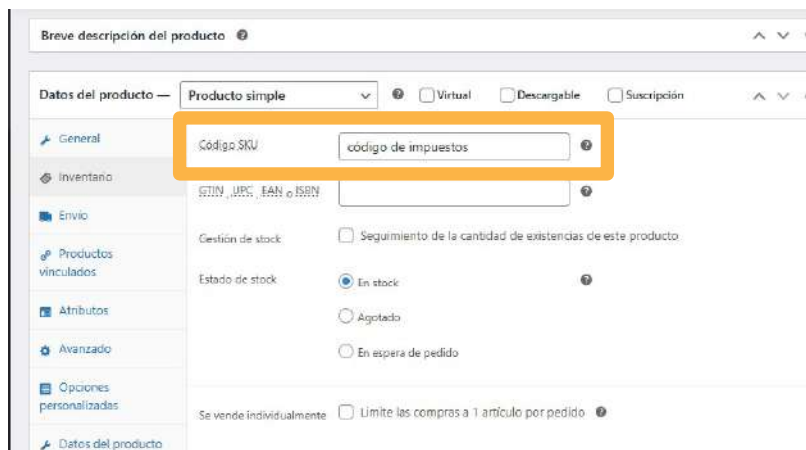 Breve descripción del producto
Datos del producto — Producto simple Virtual Descargable Suscripción
General
Código SKU código de impuestos
Inventario
GTIN, UPC, EAN o ISBN
Envío
Gestión de stock Seguimiento de la cantidad de existencias de este producto
Productos
vinculados
Estado de stock En stock
Atributos
Agotado
Avanzado
En espera de pedido
Opciones
personalizadas
Se vende individualmente Limite las compras a 1 artículo por pedido
Datos del producto